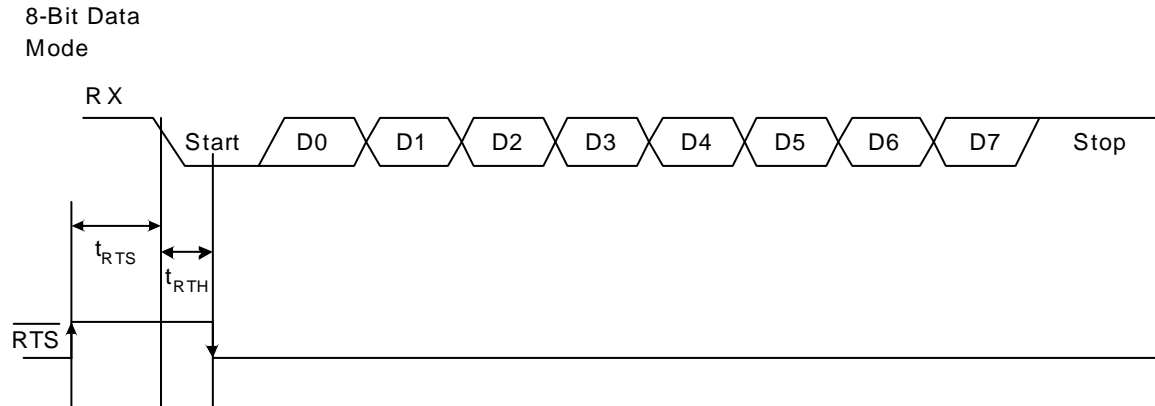 8-Bit Data
Mode
RX
Start D0 D1 D2 D3 D4 D5 D6 D7 Stop
tRTS
tRTH
RTS